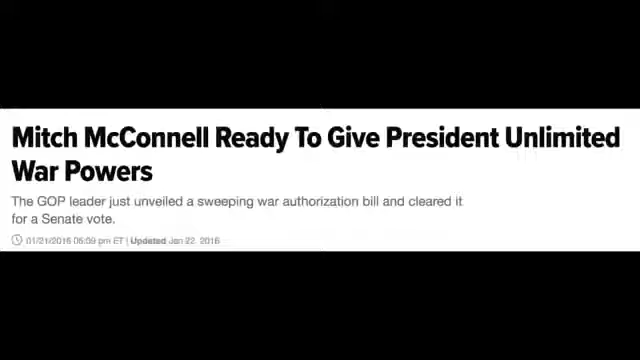 Mitch McConnell Ready To Give President Unlimited
War Powers
The GOP leader just unveiled a sweeping war authorization bill and cleared it
for a Senate vote.
01/21/2016 06:09 pm ET | Updated Jan 22, 2016